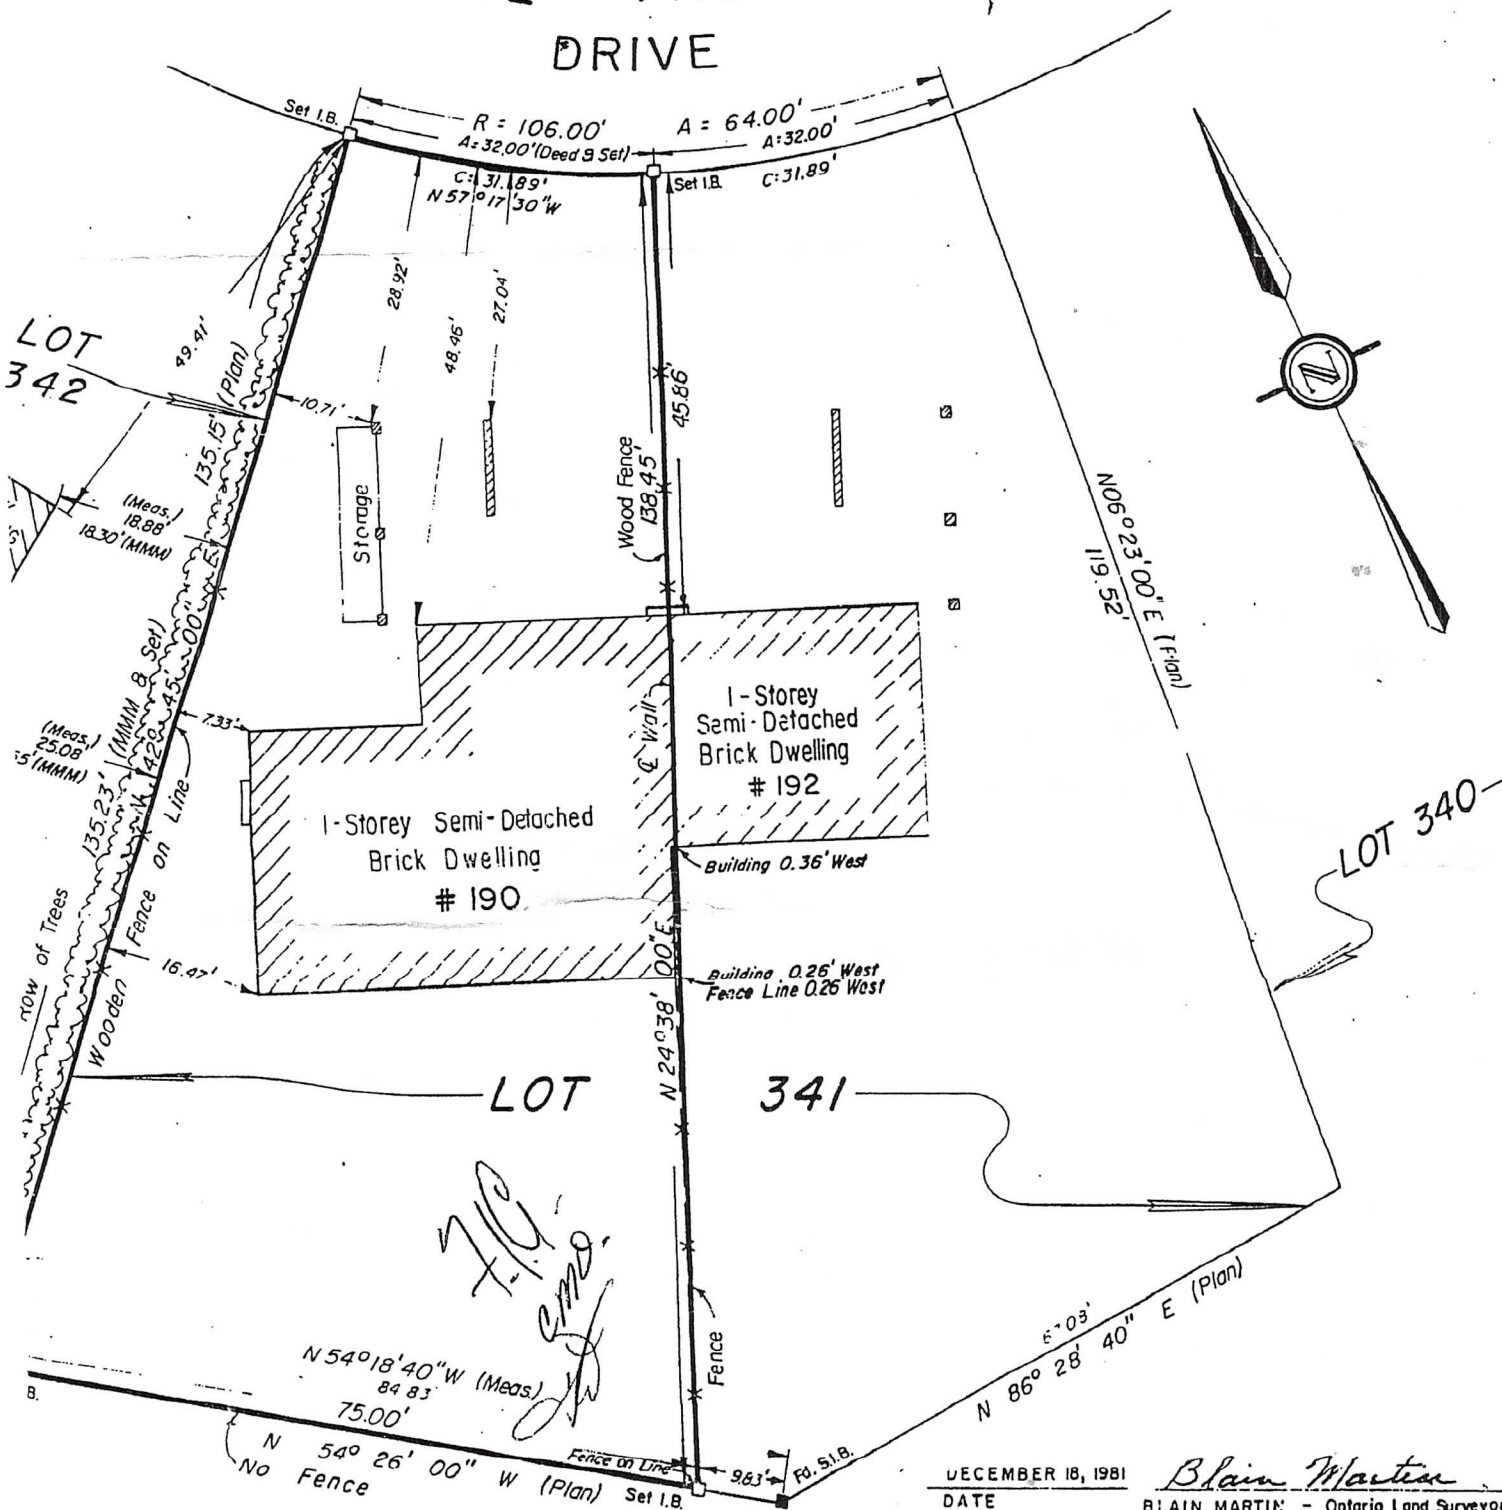 DRIVE
Set I.B.
R = 106.00' A = 64.00'
A = 32.00' (Deed & Set)
A = 32.00'
C = 31.89'
N 57° 17' 30" W
Set I.B.
C = 31.89'
28.92'
48.46'
27.04'
49.41'
LOT
342
135.15' (Plan)
10.71'
45.86'
Wood Fence
138.45'
Storage
(Meas.)
18.88'
18.30' (MMM)
N
N06° 23' 00" E (Plan)
119.52'
135.23' (MMM & Set)
N 42° 45' 00" E
7.33'
(Meas.)
25.08'
(MMM)
℄ Wall
1-Storey
Semi-Detached
Brick Dwelling
# 192
1-Storey Semi-Detached
Brick Dwelling
# 190
Building 0.36' West
LOT 340
Row of Trees
Wooden Fence on Line
16.47'
Building 0.26' West
Fence Line 0.26 West
N 24° 38' 00" E
LOT 341
Fence
N 54° 18' 40" W (Meas.)
84.83'
75.00'
N 54° 26' 00" W (Plan)
No Fence
B.
Fence on Line
Set I.B.
9.83'
Fd. S.I.B.
N 86° 28' 40" E (Plan)
DECEMBER 18, 1981
DATE
Blain Martin
BLAIN MARTIN - Ontario Land Surveyor